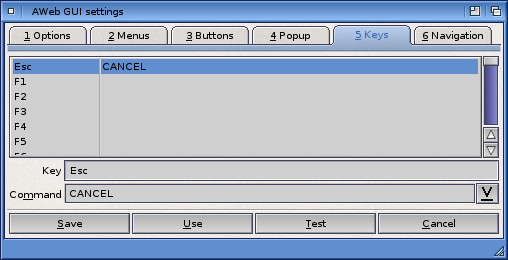 AWeb GUI settings
1 Options 2 Menus 3 Buttons 4 Popup 5 Keys 6 Navigation
Esc CANCEL
F1
F2
F3
F4
F5
Key Esc
Command CANCEL
Save Use Test Cancel